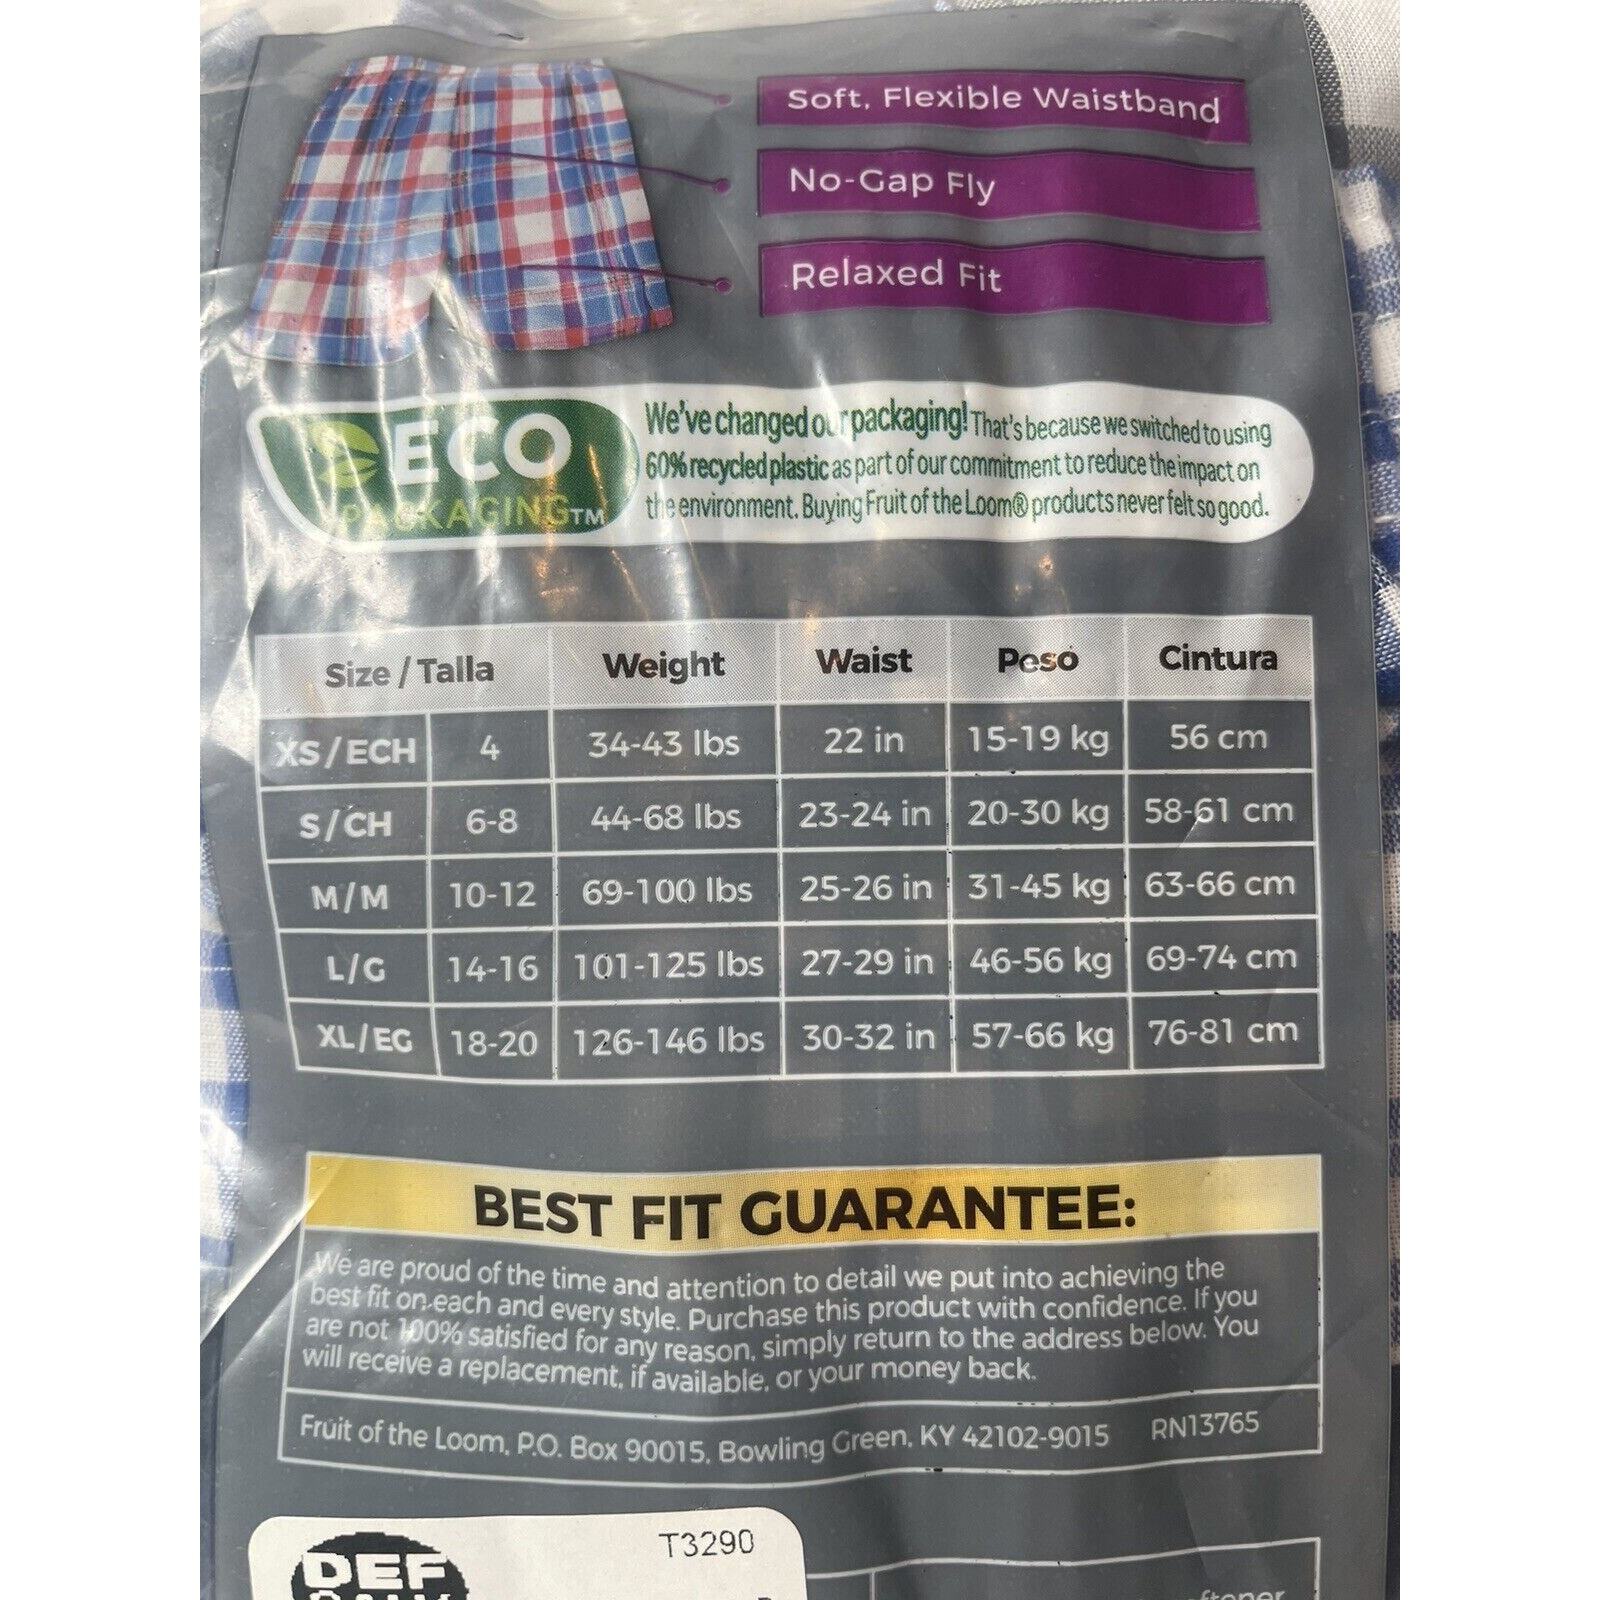 Soft, Flexible Waistband
No-Gap Fly
Relaxed Fit
ECO
PACKAGING™
We've changed our packaging! That's because we switched to using
60% recycled plastic as part of our commitment to reduce the impact on
the environment. Buying Fruit of the Loom® products never felt so good.
Size / Talla Weight Waist Peso Cintura
XS/ECH 4 34-43 lbs 22 in 15-19 kg 56 cm
S/CH 6-8 44-68 lbs 23-24 in 20-30 kg 58-61 cm
M/M 10-12 69-100 lbs 25-26 in 31-45 kg 63-66 cm
L/G 14-16 101-125 lbs 27-29 in 46-56 kg 69-74 cm
XL/EG 18-20 126-146 lbs 30-32 in 57-66 kg 76-81 cm
BEST FIT GUARANTEE:
We are proud of the time and attention to detail we put into achieving the
best fit on each and every style. Purchase this product with confidence. If you
are not 100% satisfied for any reason, simply return to the address below. You
will receive a replacement, if available, or your money back.
Fruit of the Loom, P.O. Box 90015, Bowling Green, KY 42102-9015 RN13765
T3290
DEF